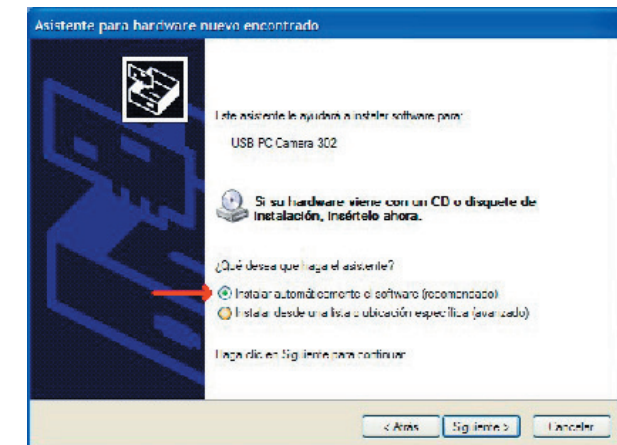 Asistente para hardware nuevo encontrado
Este asistente le ayudará a instalar software para:
USB PC Camera 302
Si su hardware viene con un CD o disquete de
instalación, insértelo ahora.
¿Qué desea que haga el asistente?
Instalar automáticamente el software (recomendado)
Instalar desde una lista o ubicación específica (avanzado)
Haga clic en Siguiente para continuar.
< Atrás
Siguiente >
Cancelar